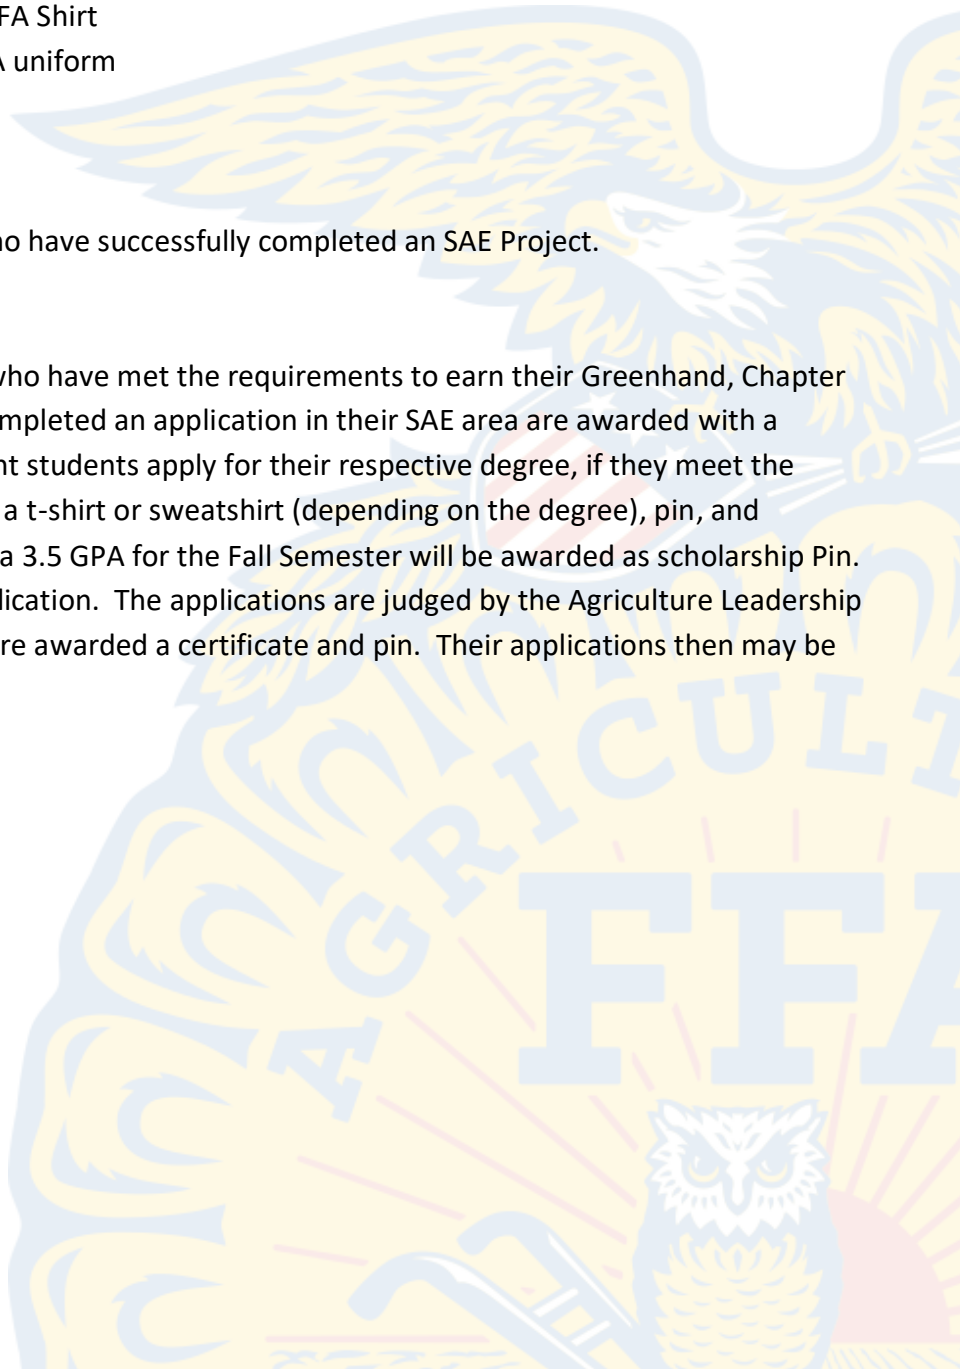 FA Shirt
A uniform
ho have successfully completed an SAE Project.
who have met the requirements to earn their Greenhand, Chapter
ompleted an application in their SAE area are awarded with a
nt students apply for their respective degree, if they meet the
a t-shirt or sweatshirt (depending on the degree), pin, and
a 3.5 GPA for the Fall Semester will be awarded as scholarship Pin.
lication.  The applications are judged by the Agriculture Leadership
re awarded a certificate and pin.  Their applications then may be
AGRICULT
FFA